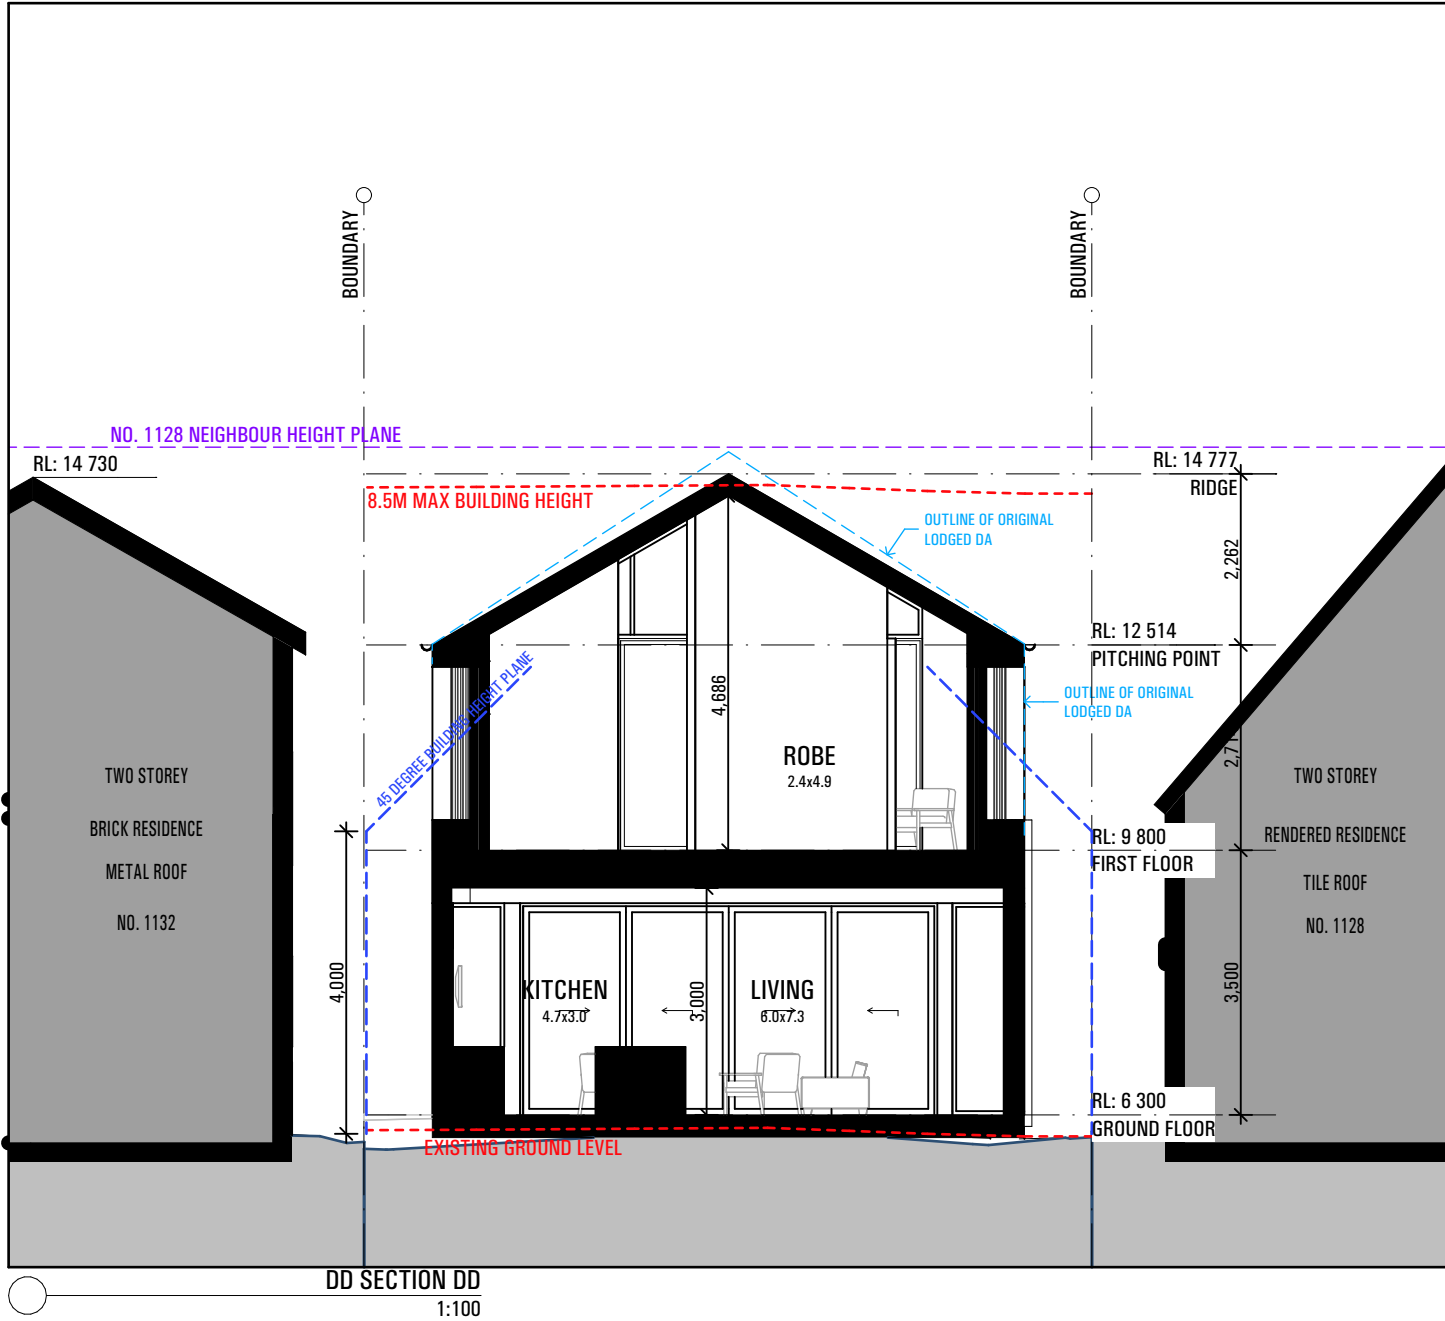 BOUNDARY
BOUNDARY
NO. 1128 NEIGHBOUR HEIGHT PLANE
RL: 14 730
RL: 14 777
RIDGE
8.5M MAX BUILDING HEIGHT
OUTLINE OF ORIGINAL
LODGED DA
2,262
RL: 12 514
PITCHING POINT
45 DEGREE BUILDING HEIGHT PLANE
OUTLINE OF ORIGINAL
LODGED DA
4,686
ROBE
2.4x4.9
TWO STOREY
BRICK RESIDENCE
METAL ROOF
NO. 1132
TWO STOREY
RENDERED RESIDENCE
TILE ROOF
NO. 1128
RL: 9 800
FIRST FLOOR
4,000
KITCHEN
4.7x3.0
3,000
LIVING
6.0x7.3
3,500
RL: 6 300
GROUND FLOOR
EXISTING GROUND LEVEL
DD SECTION DD
1:100